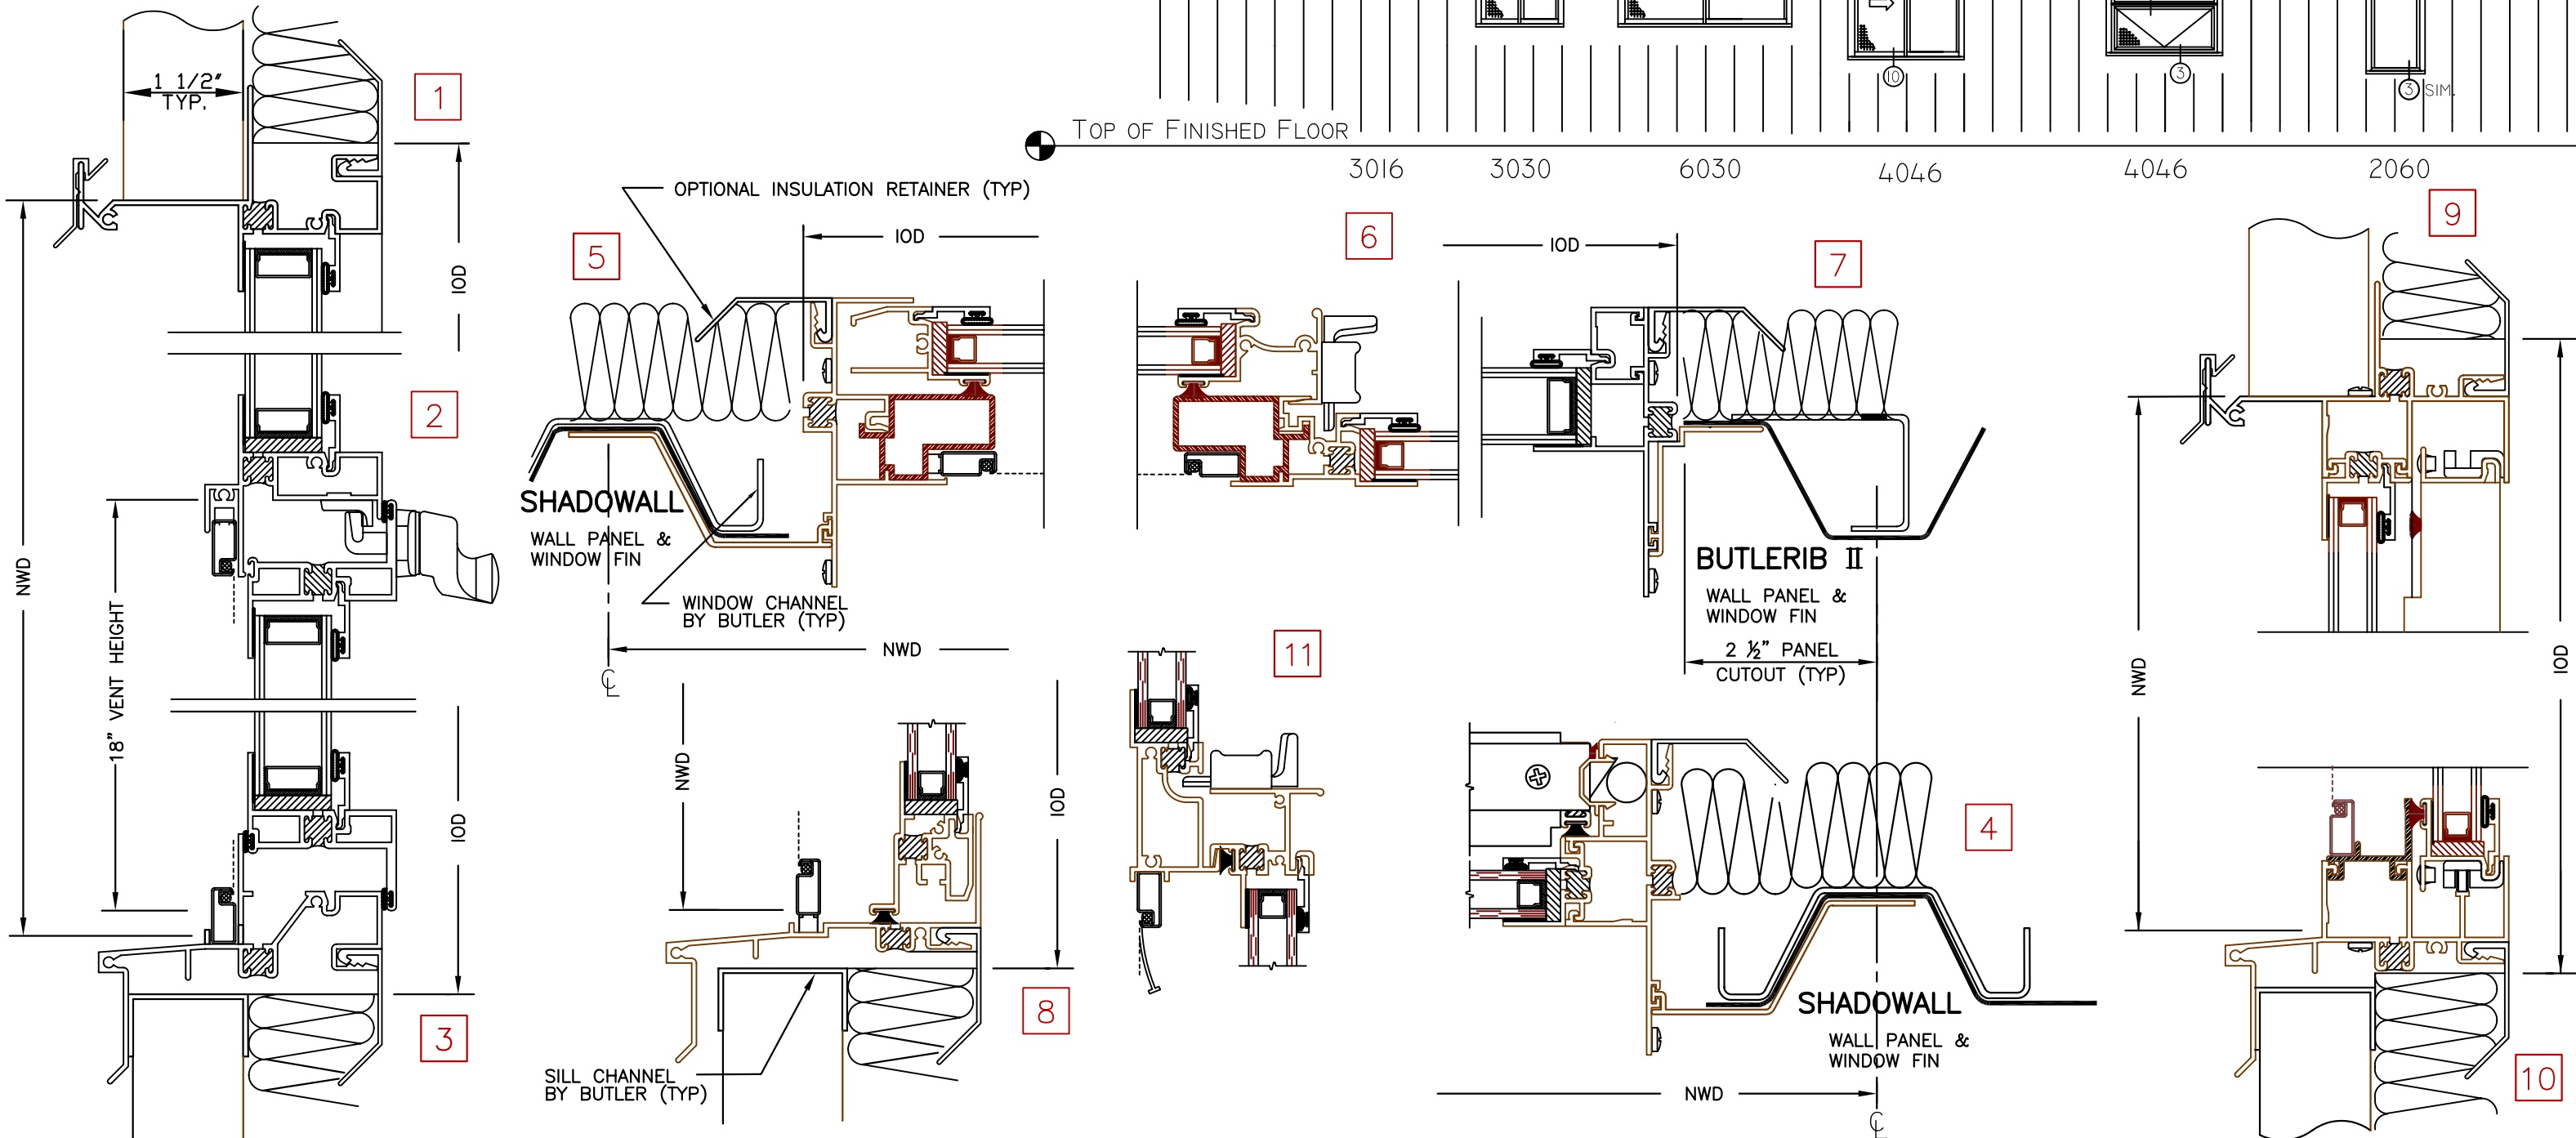 10
3
3 SIM.
TOP OF FINISHED FLOOR
3016 3030 6030 4046 4046 2060
1 1/2"
TYP.
1
IOD
NWD
2
18" VENT HEIGHT
IOD
3
OPTIONAL INSULATION RETAINER (TYP)
5
IOD
SHADOWALL
WALL PANEL &
WINDOW FIN
WINDOW CHANNEL
BY BUTLER (TYP)
NWD
CL
6
IOD
7
BUTLERIB II
WALL PANEL &
WINDOW FIN
2 ½" PANEL
CUTOUT (TYP)
9
NWD
IOD
NWD
IOD
8
SILL CHANNEL
BY BUTLER (TYP)
11
4
SHADOWALL
WALL PANEL &
WINDOW FIN
NWD
CL
10